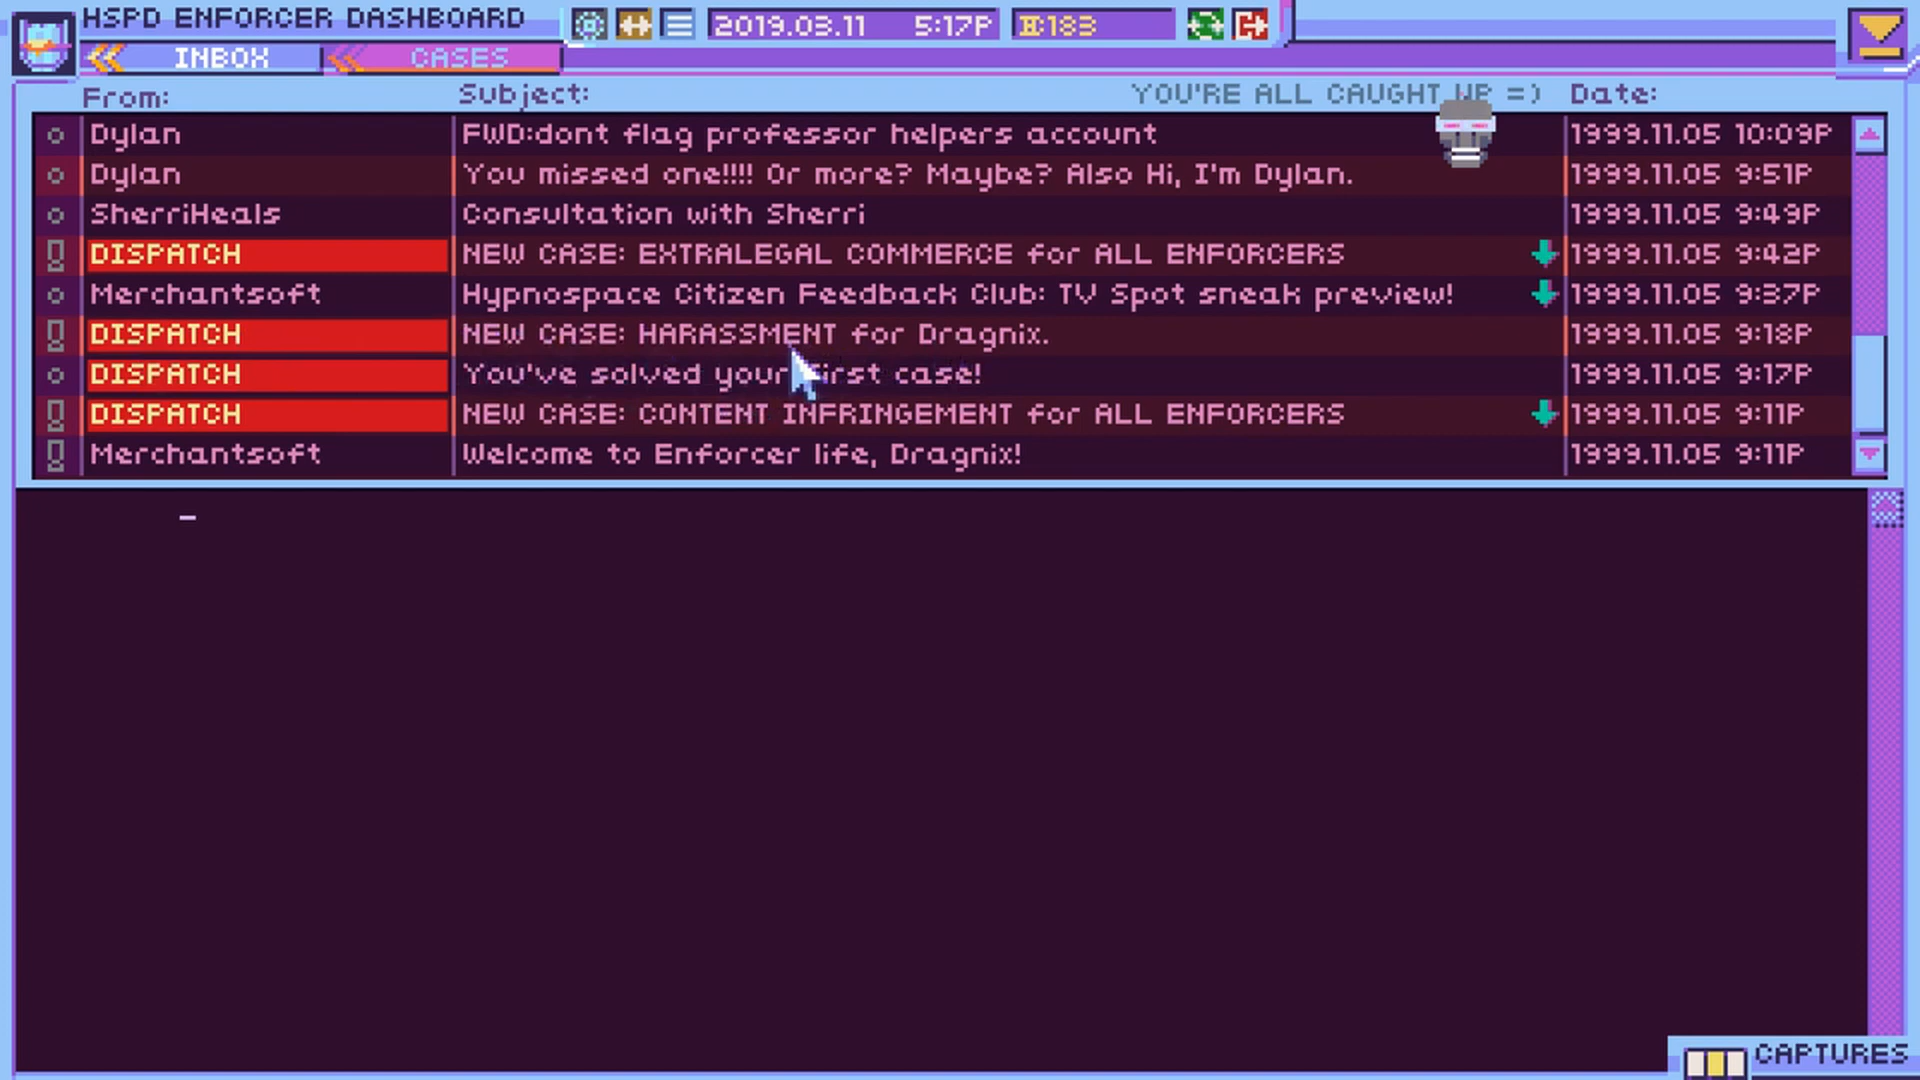 HSPD ENFORCER DASHBOARD
2019.03.11 5:17P
183
INBOX
CASES
From: Subject: YOU'RE ALL CAUGHT UP =) Date:
Dylan FWD:dont flag professor helpers account 1999.11.05 10:09P
Dylan You missed one!!!! Or more? Maybe? Also Hi, I'm Dylan. 1999.11.05 9:51P
SherriHeals Consultation with Sherri 1999.11.05 9:49P
DISPATCH NEW CASE: EXTRALEGAL COMMERCE for ALL ENFORCERS 1999.11.05 9:42P
Merchantsoft Hypnospace Citizen Feedback Club: TV Spot sneak preview! 1999.11.05 9:37P
DISPATCH NEW CASE: HARASSMENT for Dragnix. 1999.11.05 9:18P
DISPATCH You've solved your first case! 1999.11.05 9:17P
DISPATCH NEW CASE: CONTENT INFRINGEMENT for ALL ENFORCERS 1999.11.05 9:11P
Merchantsoft Welcome to Enforcer life, Dragnix! 1999.11.05 9:11P
CAPTURES